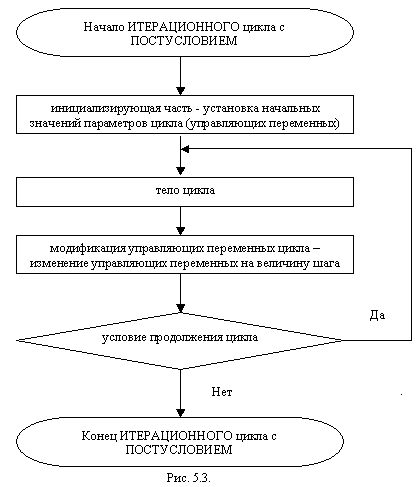 Начало ИТЕРАЦИОННОГО цикла с
ПОСТУСЛОВИЕМ
инициализирующая часть - установка начальных
значений параметров цикла (управляющих переменных)
тело цикла
модификация управляющих переменных цикла –
изменение управляющих переменных на величину шага
условие продолжения цикла
Да
Нет
Конец ИТЕРАЦИОННОГО цикла с
ПОСТУСЛОВИЕМ
Рис. 5.3.